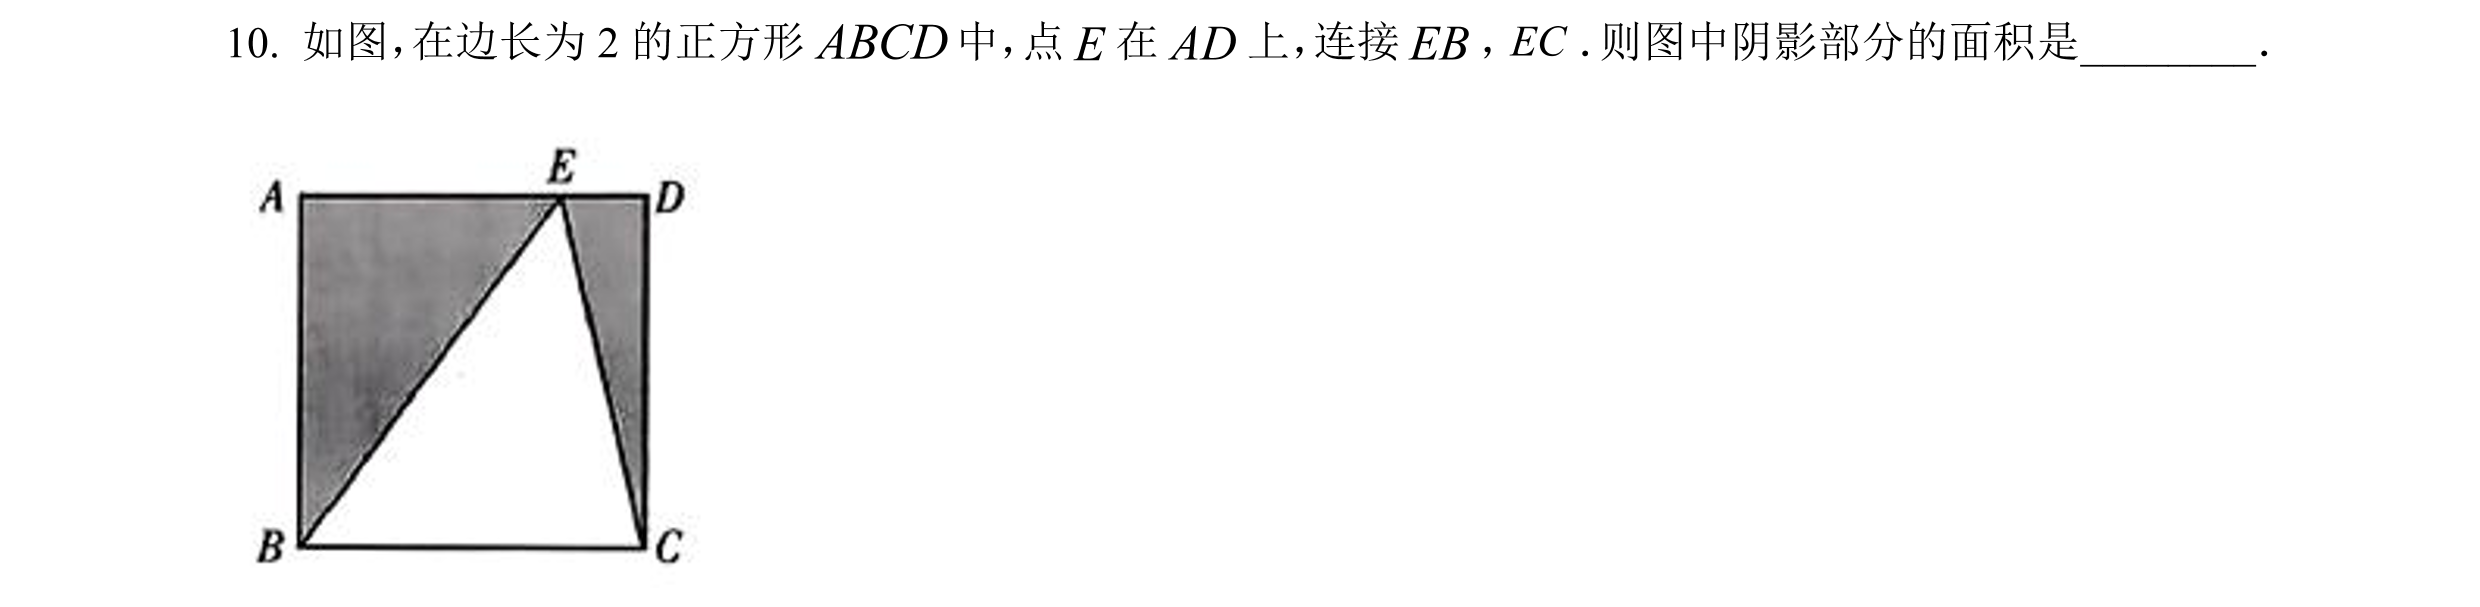 10. 如图,在边长为 2 的正方形 ABCD 中,点 E 在 AD 上,连接 EB,EC.则图中阴影部分的面积是________.
E
A D
B C